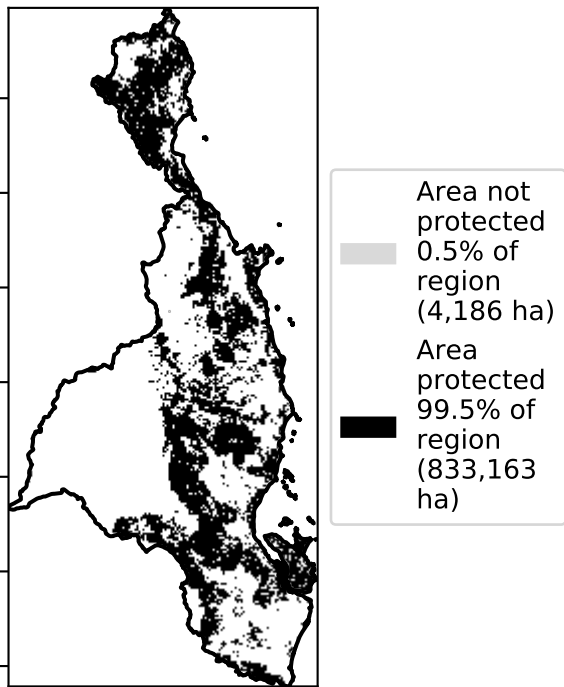 Area not
protected
0.5% of
region
(4,186 ha)
Area
protected
99.5% of
region
(833,163
ha)